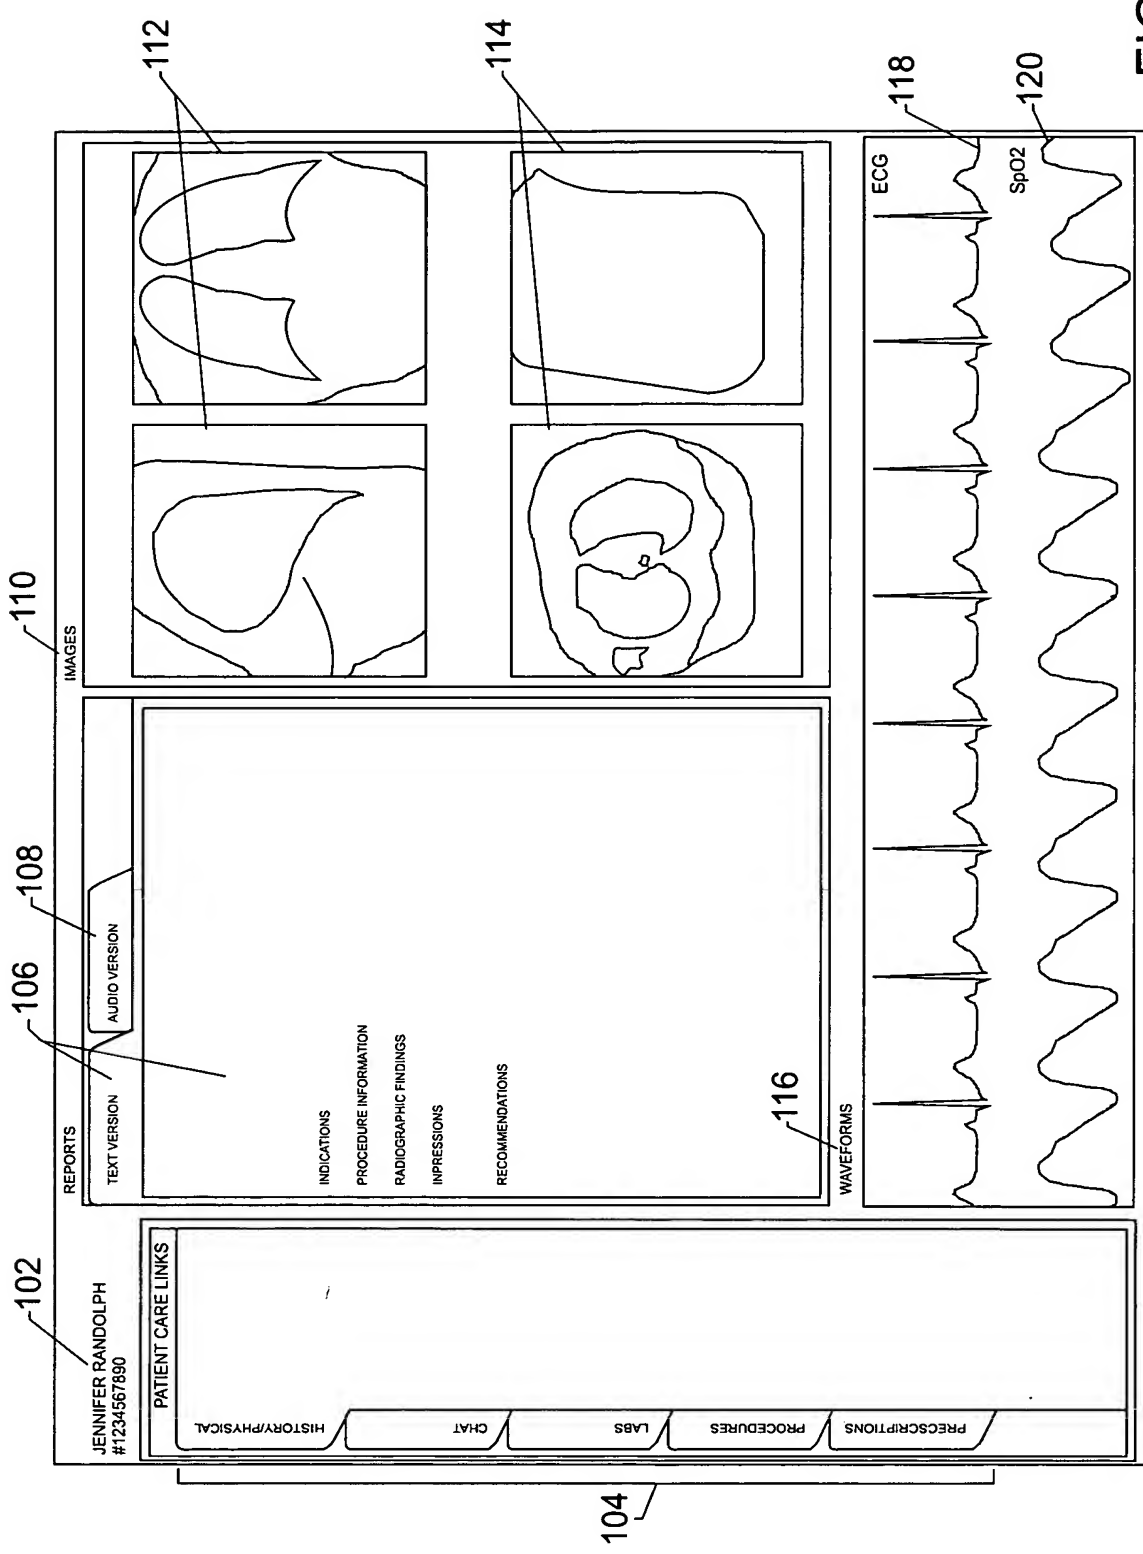 102
JENNIFER RANDOLPH
#1234567890
PATIENT CARE LINKS
HISTORY/PHYSICAL
CHAT
LABS
PROCEDURES
PRECSCRIPTIONS
104
REPORTS
106
108
TEXT VERSION
AUDIO VERSION
INDICATIONS
PROCEDURE INFORMATION
RADIOGRAPHIC FINDINGS
INPRESSIONS
RECOMMENDATIONS
110
IMAGES
112
114
116
WAVEFORMS
ECG
118
SpO2
120